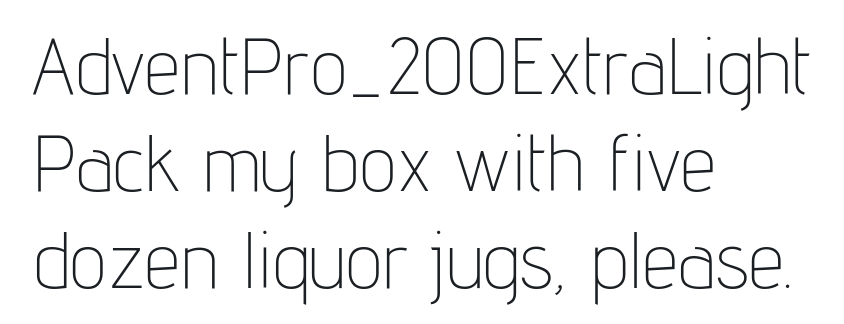 AdventPro_200ExtraLight
Pack my box with five
dozen liquor jugs, please.